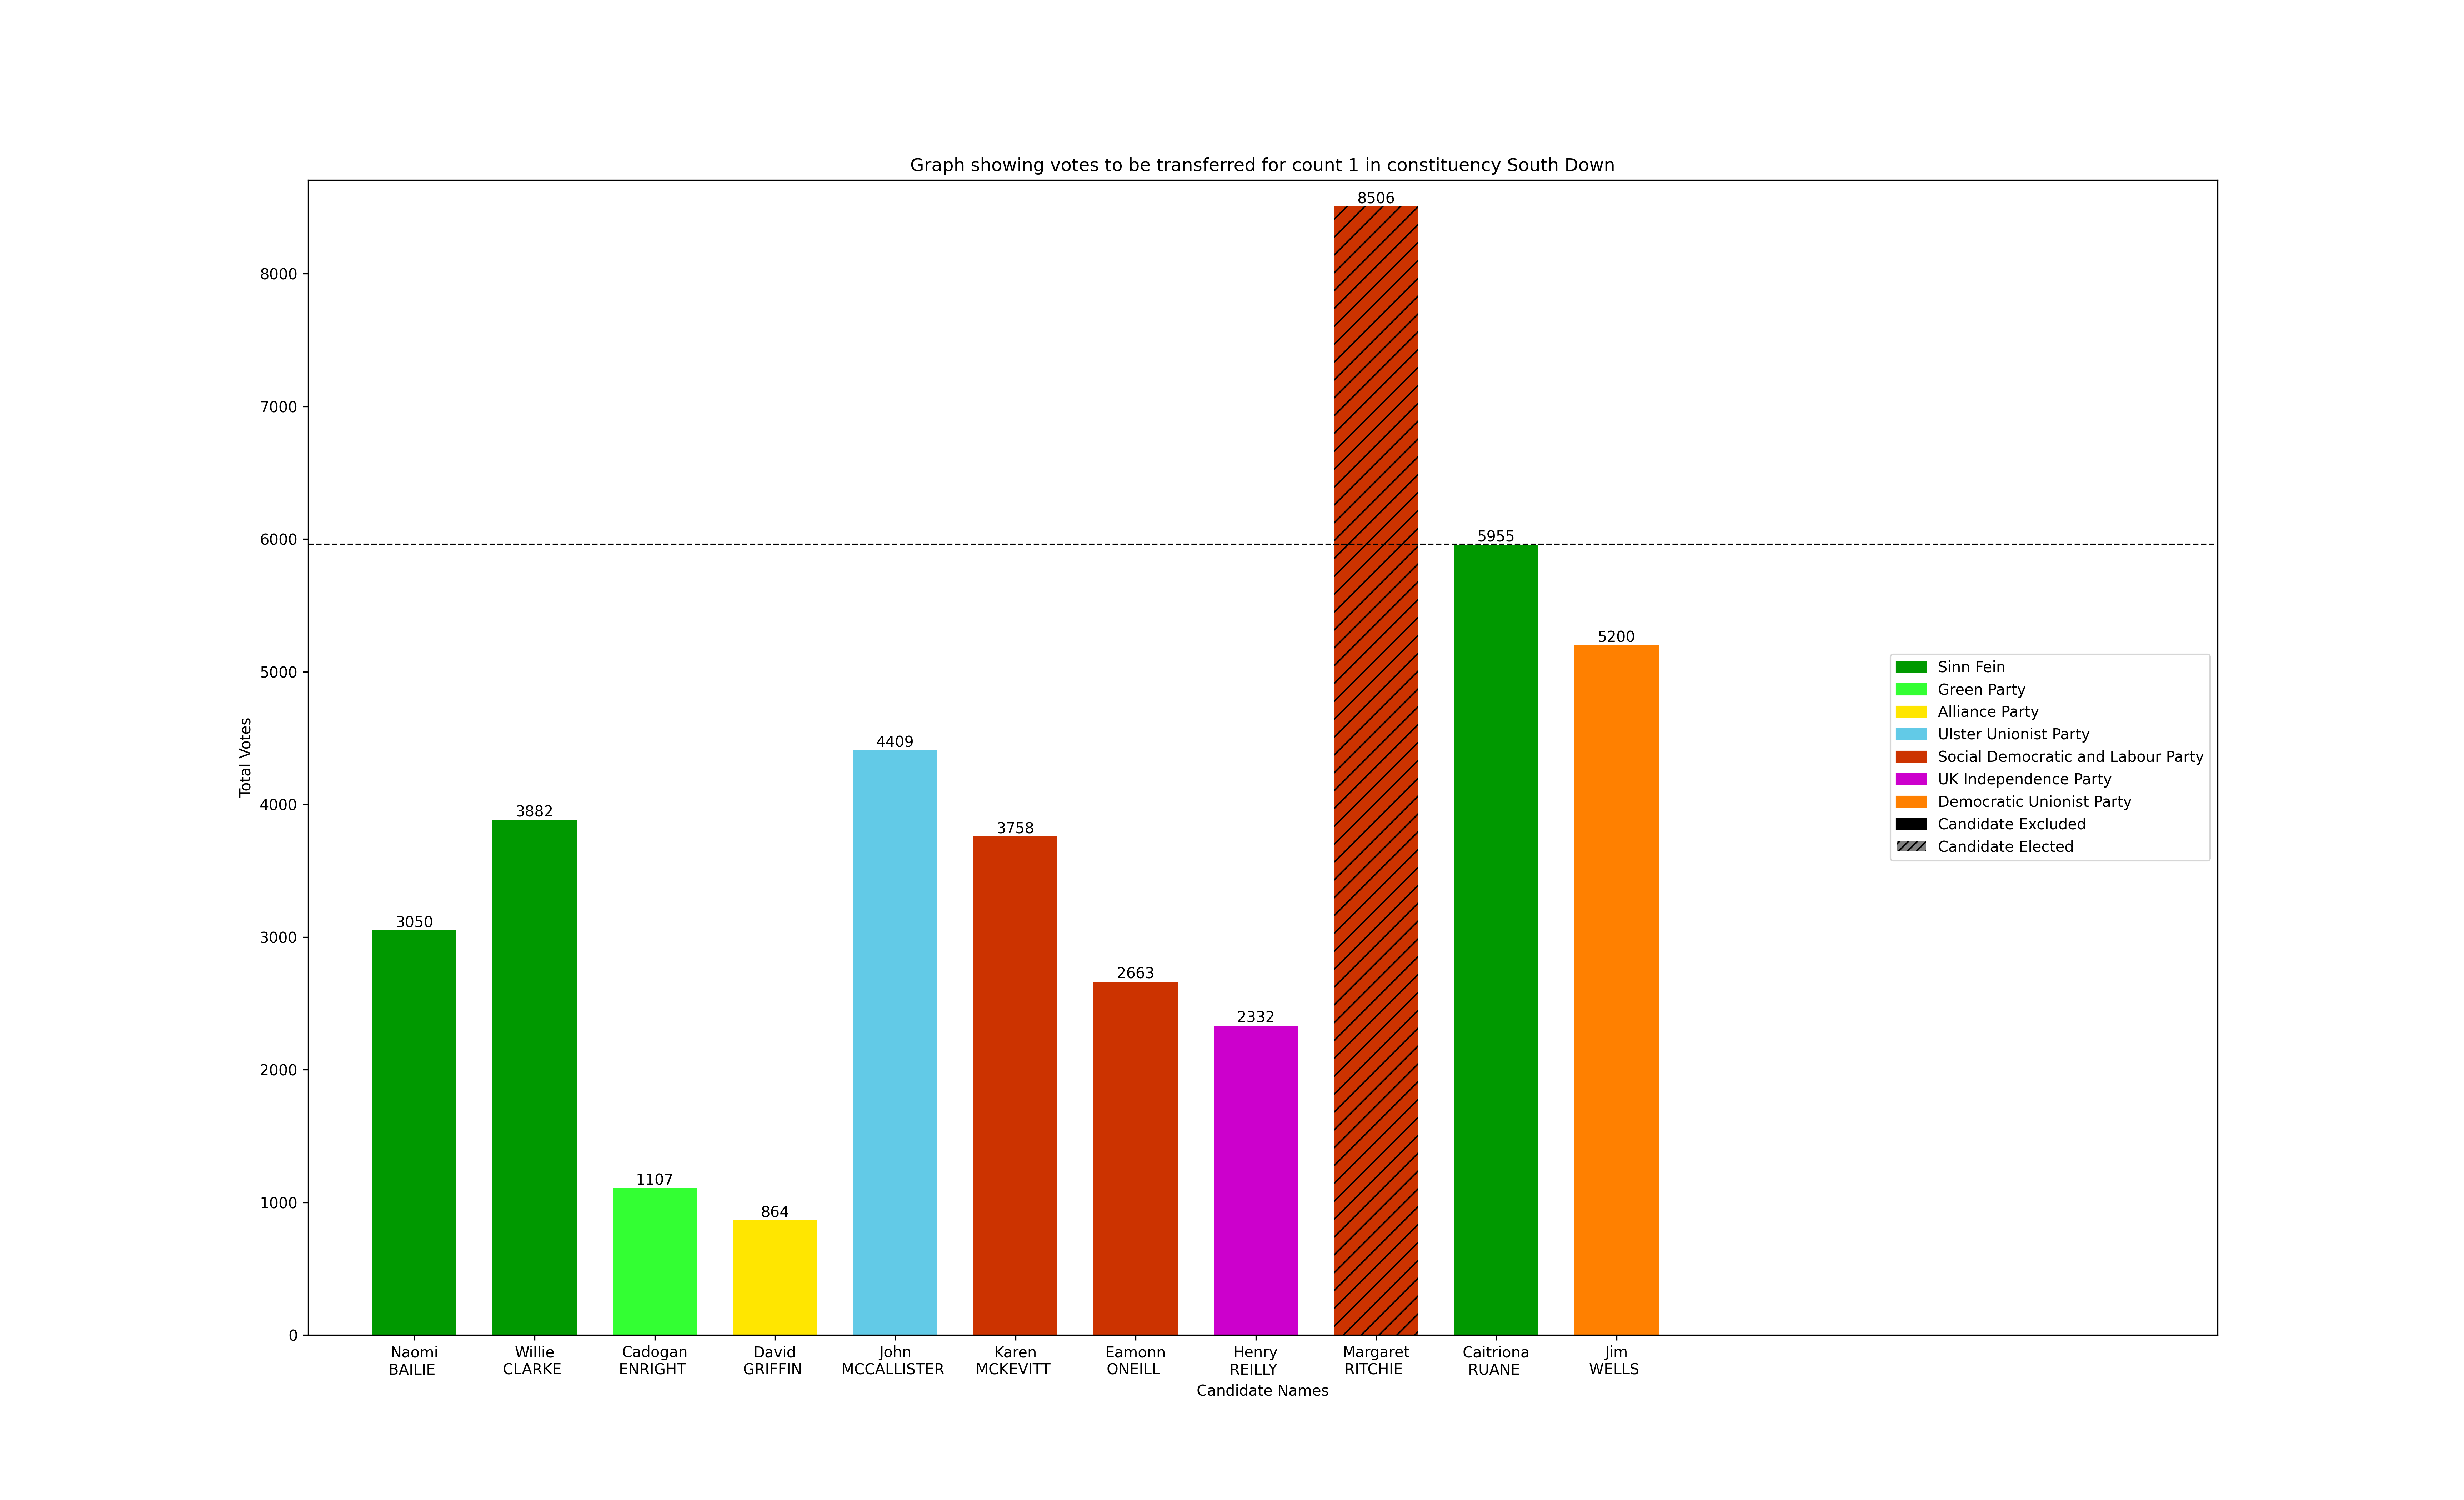 Graph showing votes to be transferred for count 1 in constituency South Down
8506
8000
7000
6000
5955
5200
5000
4409
4000
3882
3758
3050
3000
2663
2332
2000
1107
1000
864
0
Total Votes
Sinn Fein
Green Party
Alliance Party
Ulster Unionist Party
Social Democratic and Labour Party
UK Independence Party
Democratic Unionist Party
Candidate Excluded
Candidate Elected
Naomi
BAILIE
Willie
CLARKE
Cadogan
ENRIGHT
David
GRIFFIN
John
MCCALLISTER
Karen
MCKEVITT
Eamonn
ONEILL
Henry
REILLY
Margaret
RITCHIE
Caitriona
RUANE
Jim
WELLS
Candidate Names